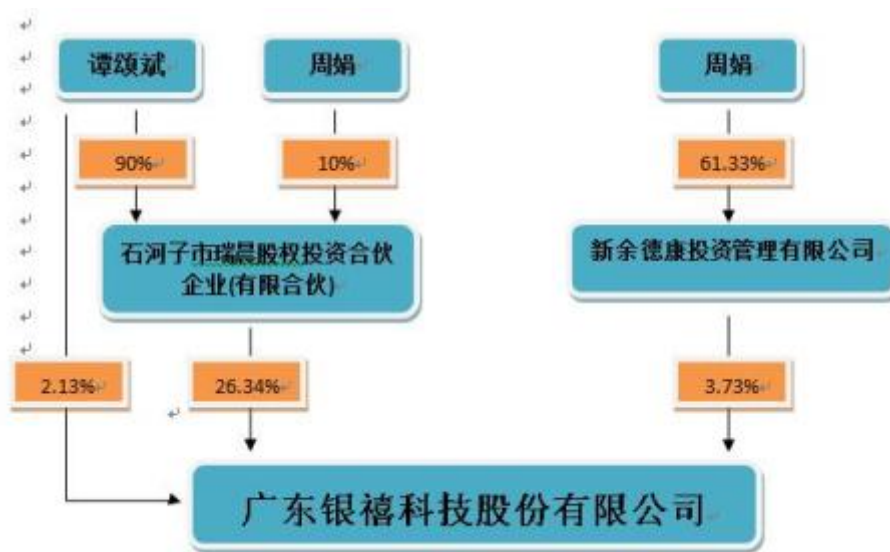 谭颂斌
周娟
周娟
90%
10%
61.33%
石河子市瑞晨股权投资合伙
企业(有限合伙)
新余德康投资管理有限公司
2.13%
26.34%
3.73%
广东银禧科技股份有限公司